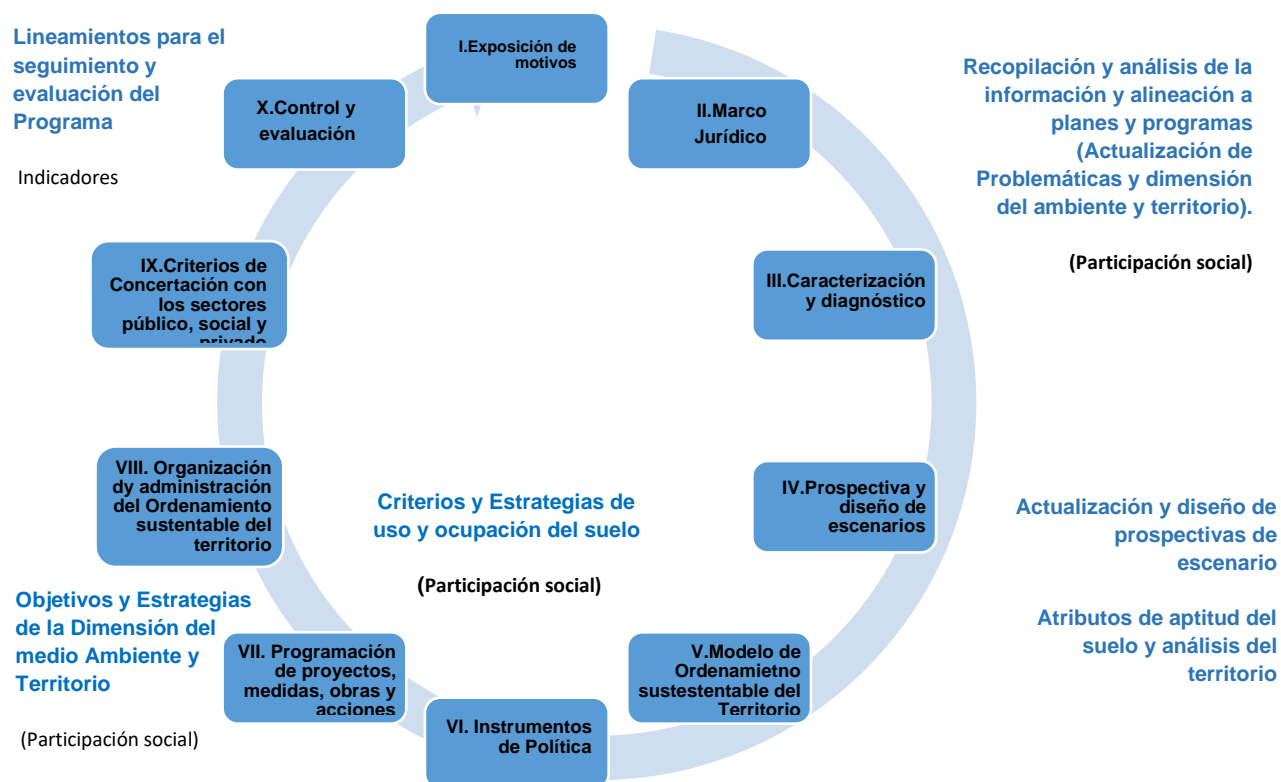 Lineamientos para el
seguimiento y
evaluación del
Programa
Indicadores
I.Exposición de
motivos
II.Marco
Jurídico
Recopilación y análisis de la
información y alineación a
planes y programas
(Actualización de
Problemáticas y dimensión
del ambiente y territorio).
(Participación social)
III.Caracterización
y diagnóstico
IV.Prospectiva y
diseño de
escenarios
Actualización y diseño de
prospectivas de
escenario
Atributos de aptitud del
suelo y análisis del
territorio
V.Modelo de
Ordenamietno
sustestentable del
Territorio
VI. Instrumentos
de Política
VII. Programación
de proyectos,
medidas, obras y
acciones
Criterios y Estrategias de
uso y ocupación del suelo
(Participación social)
Objetivos y Estrategias
de la Dimensión del
medio Ambiente y
Territorio
(Participación social)
VIII. Organización
dy administración
del Ordenamiento
sustentable del
territorio
IX.Criterios de
Concertación con
los sectores
público, social y
privado
X.Control y
evaluación